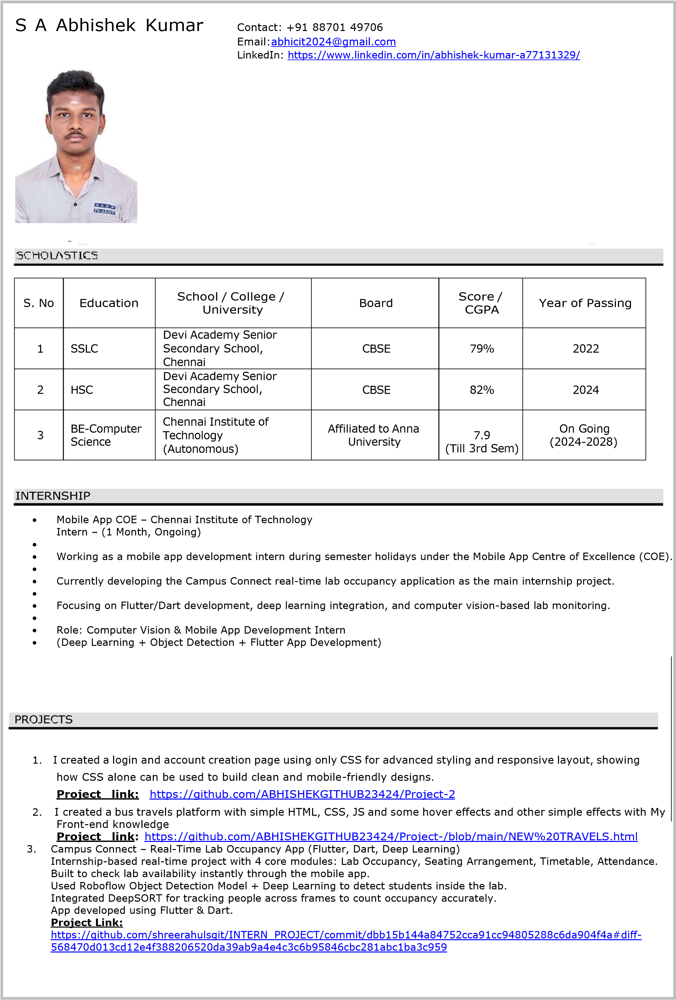 S A Abhishek Kumar
Contact: +91 88701 49706
Email:abhicit2024@gmail.com
LinkedIn: https://www.linkedin.com/in/abhishek-kumar-a77131329/
FS-ARMY
SCHOLASTICS
S. No Education School / College / University Board Score / CGPA Year of Passing
1 SSLC Devi Academy Senior Secondary School, Chennai CBSE 79% 2022
2 HSC Devi Academy Senior Secondary School, Chennai CBSE 82% 2024
3 BE-Computer Science Chennai Institute of Technology (Autonomous) Affiliated to Anna University 7.9 (Till 3rd Sem) On Going (2024-2028)
INTERNSHIP
• Mobile App COE – Chennai Institute of Technology
Intern – (1 Month, Ongoing)
•
• Working as a mobile app development intern during semester holidays under the Mobile App Centre of Excellence (COE).
•
• Currently developing the Campus Connect real-time lab occupancy application as the main internship project.
•
• Focusing on Flutter/Dart development, deep learning integration, and computer vision-based lab monitoring.
•
• Role: Computer Vision & Mobile App Development Intern
• (Deep Learning + Object Detection + Flutter App Development)
PROJECTS
1. I created a login and account creation page using only CSS for advanced styling and responsive layout, showing
how CSS alone can be used to build clean and mobile-friendly designs.
Project link: https://github.com/ABHISHEKGITHUB23424/Project-2
2. I created a bus travels platform with simple HTML, CSS, JS and some hover effects and other simple effects with My
Front-end knowledge
Project link: https://github.com/ABHISHEKGITHUB23424/Project-/blob/main/NEW%20TRAVELS.html
3. Campus Connect – Real-Time Lab Occupancy App (Flutter, Dart, Deep Learning)
Internship-based real-time project with 4 core modules: Lab Occupancy, Seating Arrangement, Timetable, Attendance.
Built to check lab availability instantly through the mobile app.
Used Roboflow Object Detection Model + Deep Learning to detect students inside the lab.
Integrated DeepSORT for tracking people across frames to count occupancy accurately.
App developed using Flutter & Dart.
Project Link:
https://github.com/shreerahulsgit/INTERN_PROJECT/commit/dbb15b144a84752cca91cc94805288c6da904f4a#diff-
568470d013cd12e4f388206520da39ab9a4e4c3c6b95846cbc281abc1ba3c959